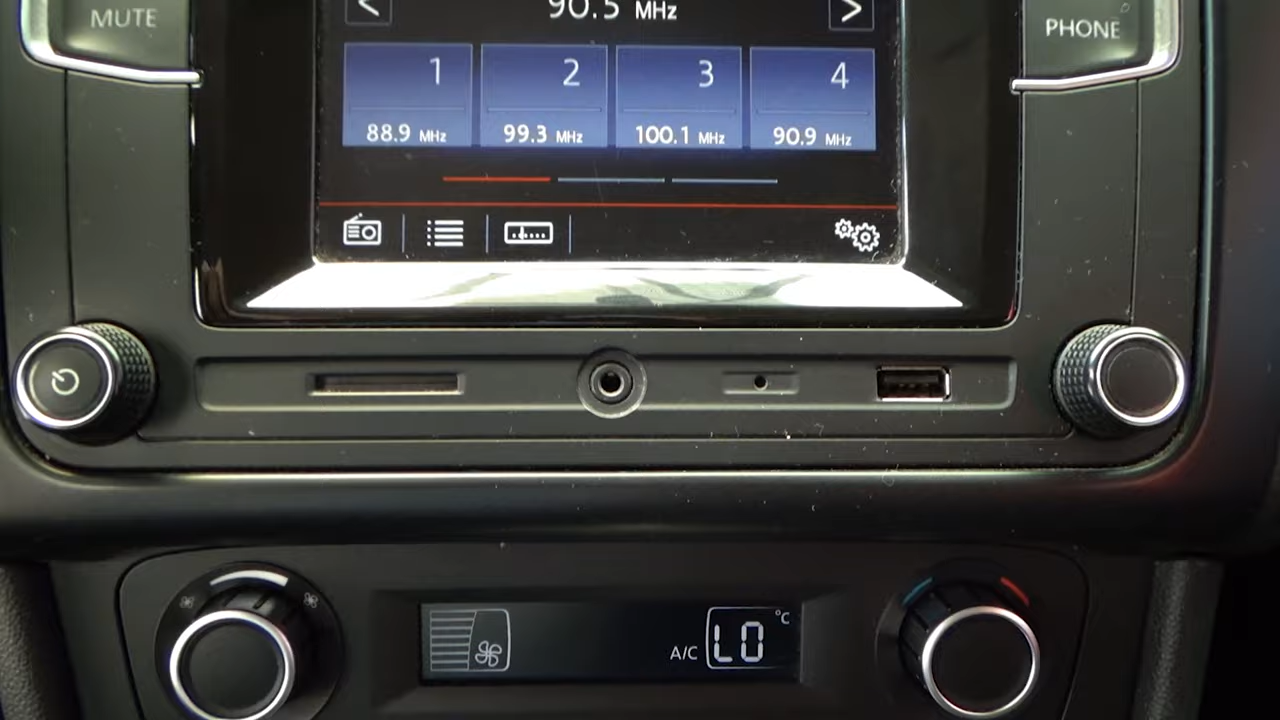 MUTE
90.5 MHz
PHONE
< >
1 2 3 4
88.9 MHz 99.3 MHz 100.1 MHz 90.9 MHz
A/C LO °C